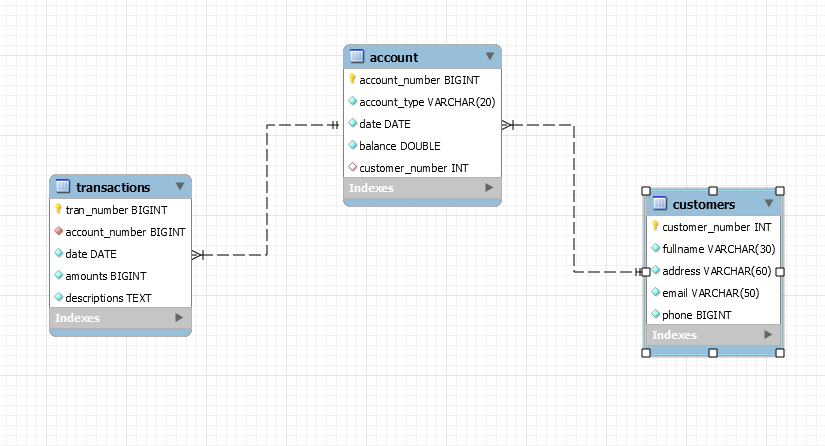 account
account_number BIGINT
account_type VARCHAR(20)
date DATE
balance DOUBLE
customer_number INT
Indexes
transactions
tran_number BIGINT
account_number BIGINT
date DATE
amounts BIGINT
descriptions TEXT
Indexes
customers
customer_number INT
fullname VARCHAR(30)
address VARCHAR(60)
email VARCHAR(50)
phone BIGINT
Indexes